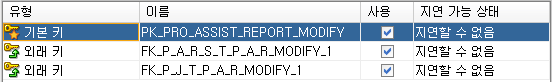 유형 이름 사용 지연 가능 상태
기본 키 PK_PRO_ASSIST_REPORT_MODIFY 지연할 수 없음
외래 키 FK_P_A_R_S_T_P_A_R_MODIFY_1 지연할 수 없음
외래 키 FK_P_J_T_P_A_R_MODIFY_1 지연할 수 없음